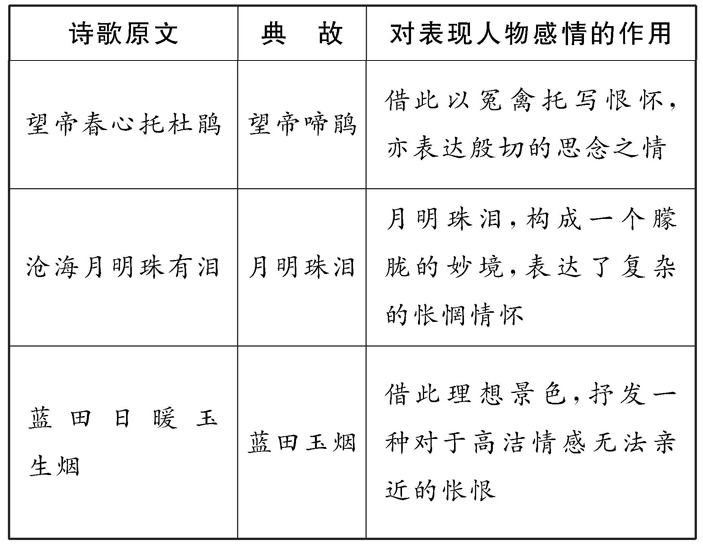 诗歌原文 典故 对表现人物感情的作用
望帝春心托杜鹃 望帝啼鹃 借此以冤禽托写恨怀，
亦表达殷切的思念之情
沧海月明珠有泪 月明珠泪 月明珠泪，构成一个朦
胧的妙境，表达了复杂
的怅惘情怀
蓝田日暖玉
生烟
蓝田玉烟
借此理想景色，抒发一
种对于高洁情感无法亲
近的怅恨